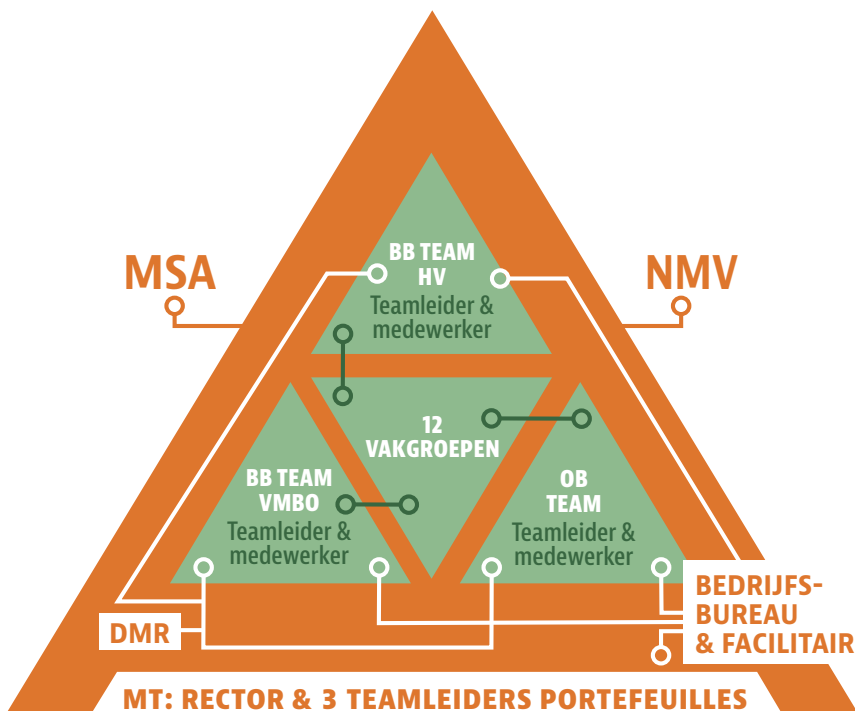 BB TEAM
HV
Teamleider &
medewerker
MSA
NMV
12
VAKGROEPEN
BB TEAM
VMBO
Teamleider &
medewerker
OB
TEAM
Teamleider &
medewerker
DMR
BEDRIJFS-
BUREAU
& FACILITAIR
MT: RECTOR & 3 TEAMLEIDERS PORTEFEUILLES